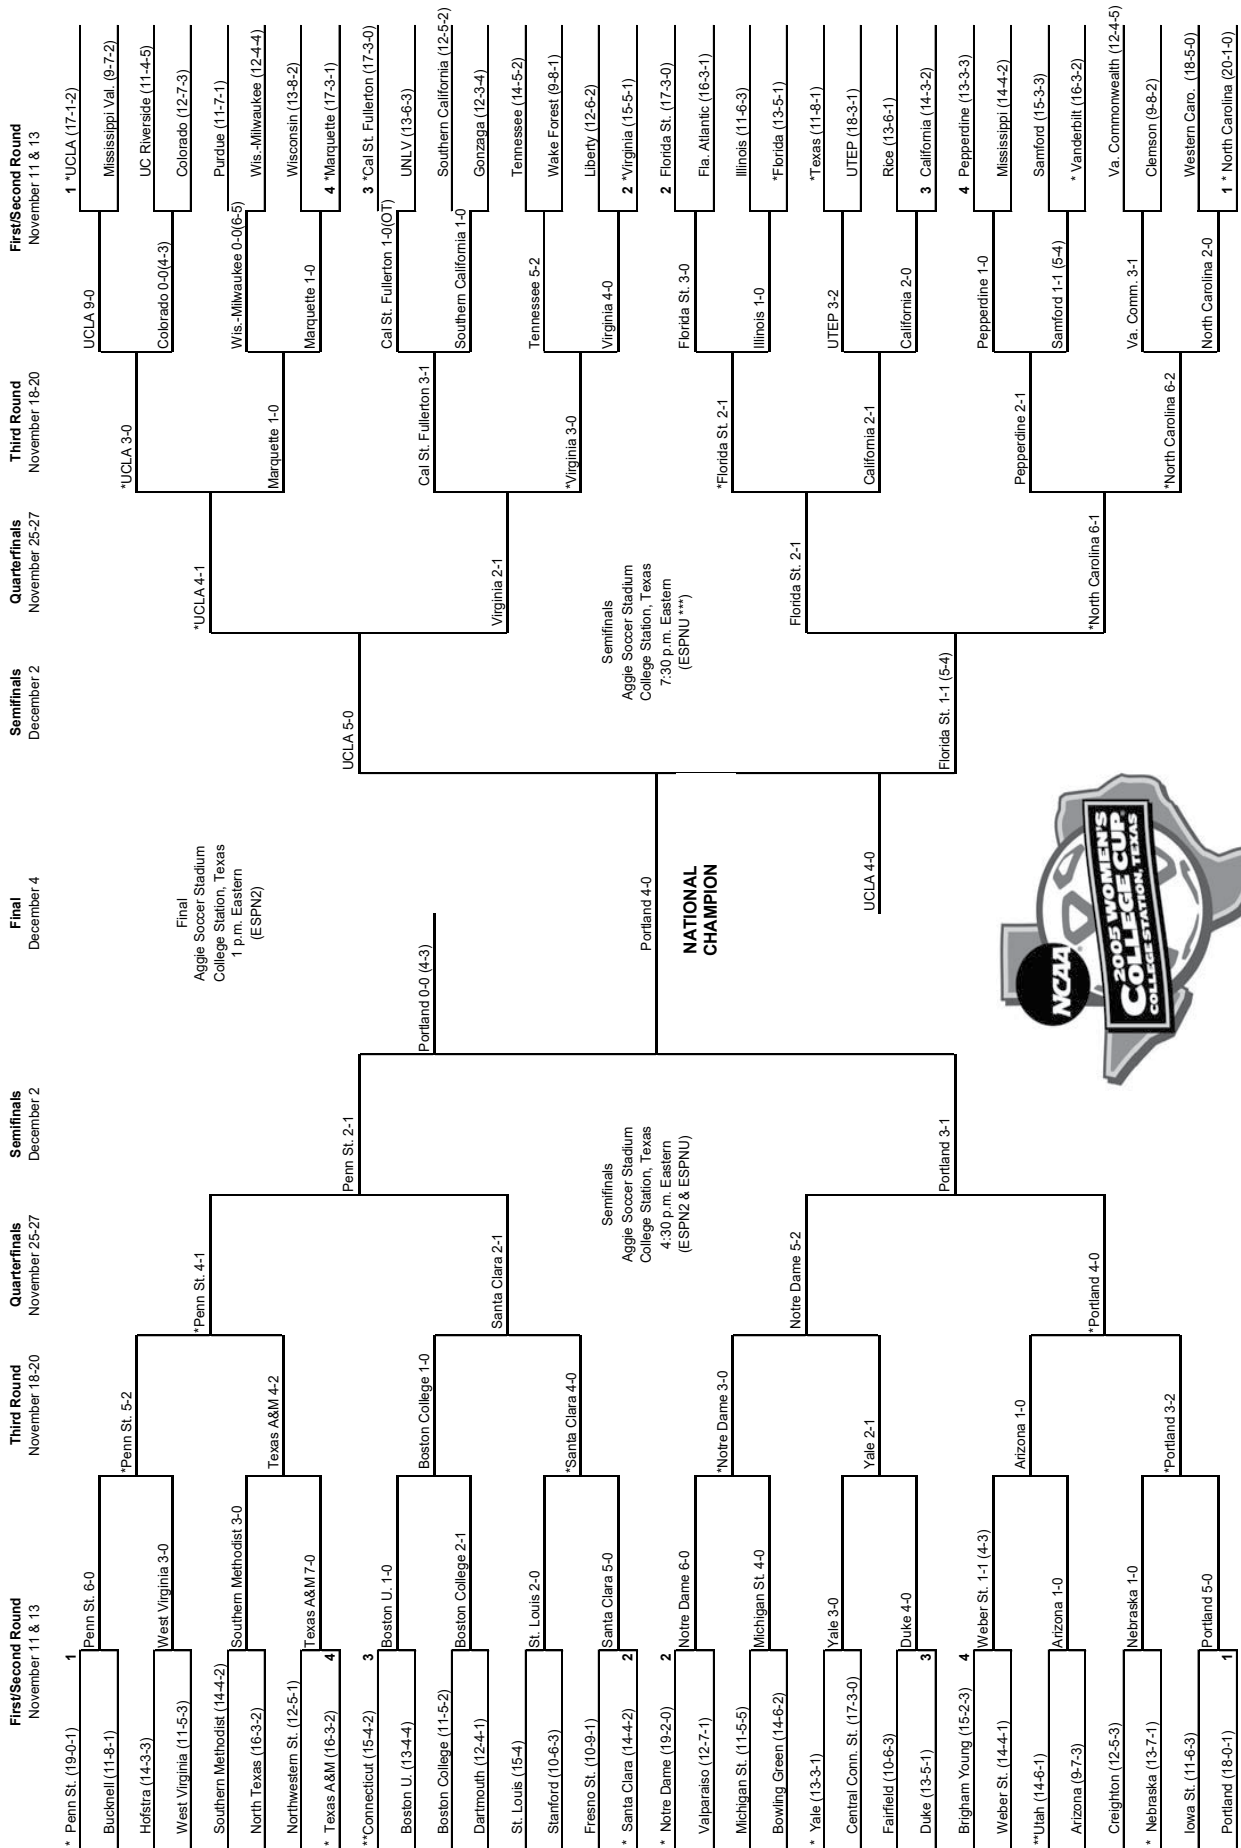 First/Second Round
November 11 & 13
Third Round
November 18-20
Quarterfinals
November 25-27
Semifinals
December 2
Final
December 4
Semifinals
December 2
Quarterfinals
November 25-27
Third Round
November 18-20
First/Second Round
November 11 & 13
* Penn St. (19-0-1) 1
Bucknell (11-8-1)
Hofstra (14-3-3)
West Virginia (11-5-3)
Southern Methodist (14-4-2)
North Texas (16-3-2)
Northwestern St. (12-5-1)
* Texas A&M (16-3-2) 4
**Connecticut (15-4-2) 3
Boston U. (13-4-4)
Boston College (11-5-2)
Dartmouth (12-4-1)
St. Louis (15-4)
Stanford (10-6-3)
Fresno St. (10-9-1)
* Santa Clara (14-4-2) 2
* Notre Dame (19-2-0) 2
Valparaiso (12-7-1)
Michigan St. (11-5-5)
Bowling Green (14-6-2)
* Yale (13-3-1)
Central Conn. St. (17-3-0)
Fairfield (10-6-3)
Duke (13-5-1) 3
Brigham Young (15-2-3) 4
Weber St. (14-4-1)
**Utah (14-6-1)
Arizona (9-7-3)
Creighton (12-5-3)
* Nebraska (13-7-1)
Iowa St. (11-6-3)
Portland (18-0-1) 1
Penn St. 6-0
West Virginia 3-0
Southern Methodist 3-0
Texas A&M 7-0
Boston U. 1-0
Boston College 2-1
St. Louis 2-0
Santa Clara 5-0
Notre Dame 6-0
Michigan St. 4-0
Yale 3-0
Duke 4-0
Weber St. 1-1 (4-3)
Arizona 1-0
Nebraska 1-0
Portland 5-0
*Penn St. 5-2
Texas A&M 4-2
Boston College 1-0
*Santa Clara 4-0
*Notre Dame 3-0
Yale 2-1
Arizona 1-0
*Portland 3-2
*Penn St. 4-1
Santa Clara 2-1
Notre Dame 5-2
*Portland 4-0
Penn St. 2-1
Semifinals
Aggie Soccer Stadium
College Station, Texas
4:30 p.m. Eastern
(ESPN2 & ESPNU)
Portland 3-1
Portland 0-0 (4-3)
Final
Aggie Soccer Stadium
College Station, Texas
1 p.m. Eastern
(ESPN2)
Portland 4-0
NATIONAL
CHAMPION
UCLA 4-0
NCAA
2005 WOMEN'S
COLLEGE CUP
COLLEGE STATION, TEXAS
UCLA 5-0
Florida St. 1-1 (5-4)
Semifinals
Aggie Soccer Stadium
College Station, Texas
7:30 p.m. Eastern
(ESPNU ***)
*UCLA 4-1
Virginia 2-1
Florida St. 2-1
*North Carolina 6-1
*UCLA 3-0
Marquette 1-0
Cal St. Fullerton 3-1
*Virginia 3-0
*Florida St. 2-1
California 2-1
Pepperdine 2-1
*North Carolina 6-2
UCLA 9-0
Colorado 0-0(4-3)
Wis.-Milwaukee 0-0(6-5)
Marquette 1-0
Cal St. Fullerton 1-0(OT)
Southern California 1-0
Tennessee 5-2
Virginia 4-0
Florida St. 3-0
Illinois 1-0
UTEP 3-2
California 2-0
Pepperdine 1-0
Samford 1-1 (5-4)
Va. Comm. 3-1
North Carolina 2-0
1 *UCLA (17-1-2)
Mississippi Val. (9-7-2)
UC Riverside (11-4-5)
Colorado (12-7-3)
Purdue (11-7-1)
Wis.-Milwaukee (12-4-4)
Wisconsin (13-8-2)
4 *Marquette (17-3-1)
3 *Cal St. Fullerton (17-3-0)
UNLV (13-6-3)
Southern California (12-5-2)
Gonzaga (12-3-4)
Tennessee (14-5-2)
Wake Forest (9-8-1)
Liberty (12-6-2)
2 *Virginia (15-5-1)
2 Florida St. (17-3-0)
Fla. Atlantic (16-3-1)
Illinois (11-6-3)
*Florida (13-5-1)
*Texas (11-8-1)
UTEP (18-3-1)
Rice (13-6-1)
3 California (14-3-2)
4 Pepperdine (13-3-3)
Mississippi (14-4-2)
Samford (15-3-3)
* Vanderbilt (16-3-2)
Va. Commonwealth (12-4-5)
Clemson (9-8-2)
Western Caro. (18-5-0)
1 * North Carolina (20-1-0)